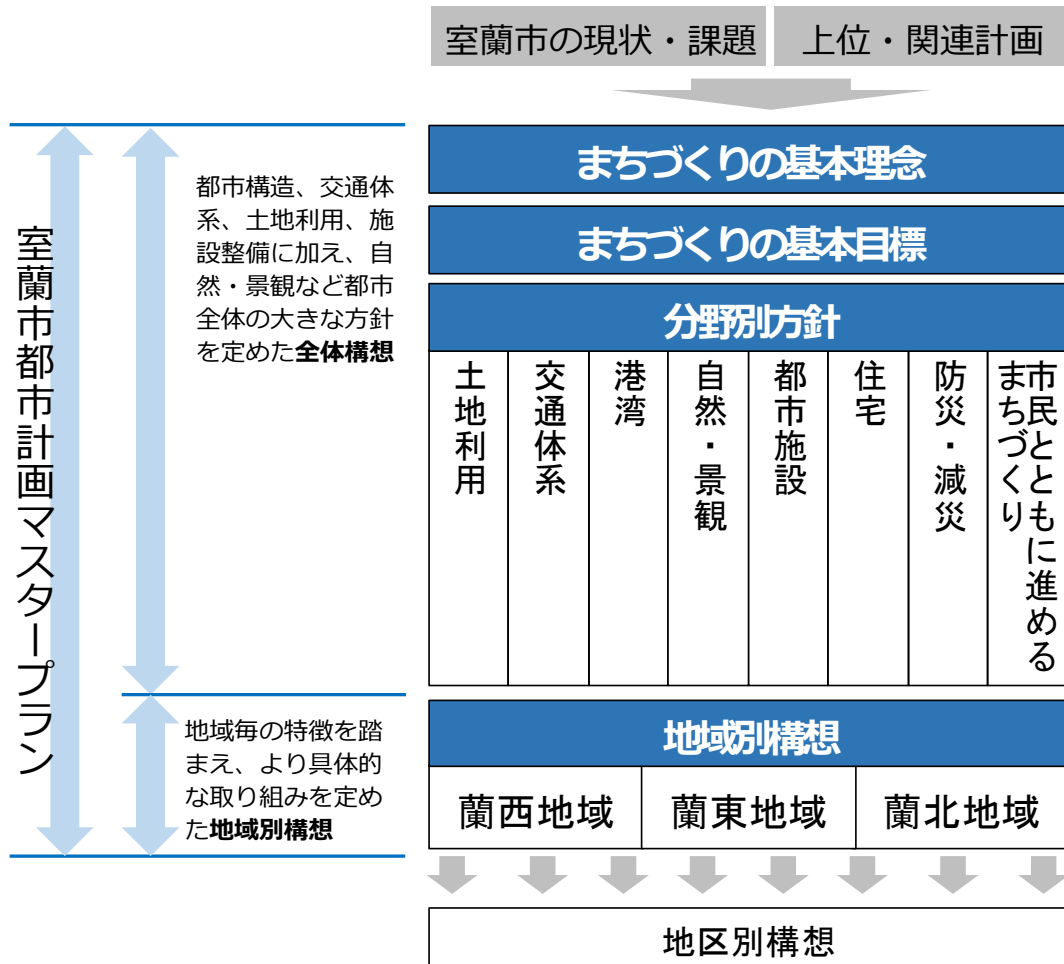 室蘭市の現状・課題
上位・関連計画
室蘭市都市計画マスタープラン
都市構造、交通体
系、土地利用、施
設整備に加え、自
然・景観など都市
全体の大きな方針
を定めた全体構想
まちづくりの基本理念
まちづくりの基本目標
分野別方針
土地利用
交通体系
港湾
自然・景観
都市施設
住宅
防災・減災
市民とともに進める
まちづくり
地域毎の特徴を踏
まえ、より具体的
な取り組みを定め
た地域別構想
地域別構想
蘭西地域
蘭東地域
蘭北地域
地区別構想